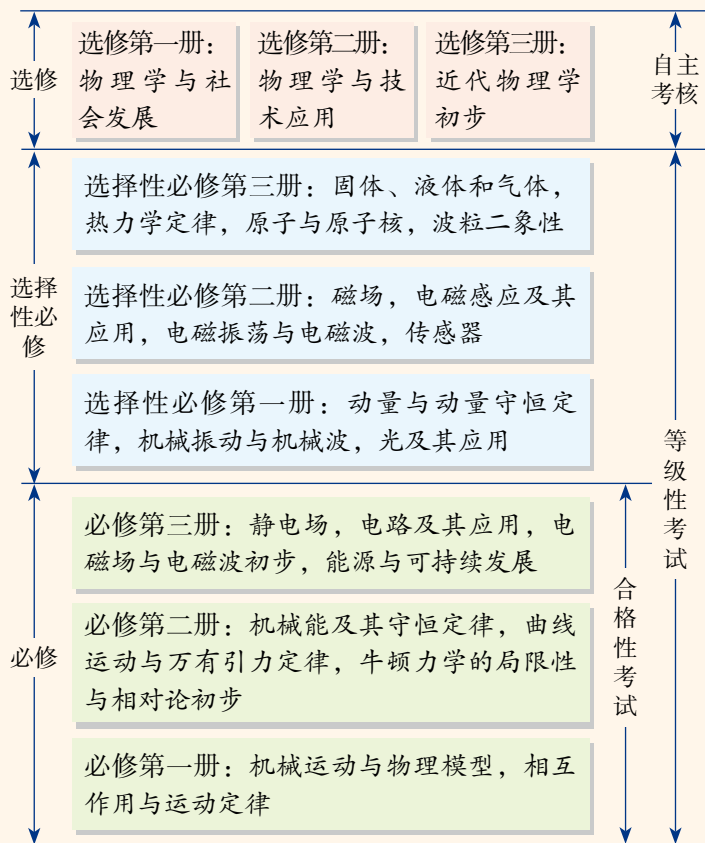 选修
选修第一册：
物理学与社
会发展
选修第二册：
物理学与技
术应用
选修第三册：
近代物理学
初步
自主
考核
选择
性必
修
选择性必修第三册：固体、液体和气体，
热力学定律，原子与原子核，波粒二象性
选择性必修第二册：磁场，电磁感应及其
应用，电磁振荡与电磁波，传感器
选择性必修第一册：动量与动量守恒定
律，机械振动与机械波，光及其应用
等
级
性
考
试
必修
必修第三册：静电场，电路及其应用，电
磁场与电磁波初步，能源与可持续发展
必修第二册：机械能及其守恒定律，曲线
运动与万有引力定律，牛顿力学的局限性
与相对论初步
必修第一册：机械运动与物理模型，相互
作用与运动定律
合
格
性
考
试